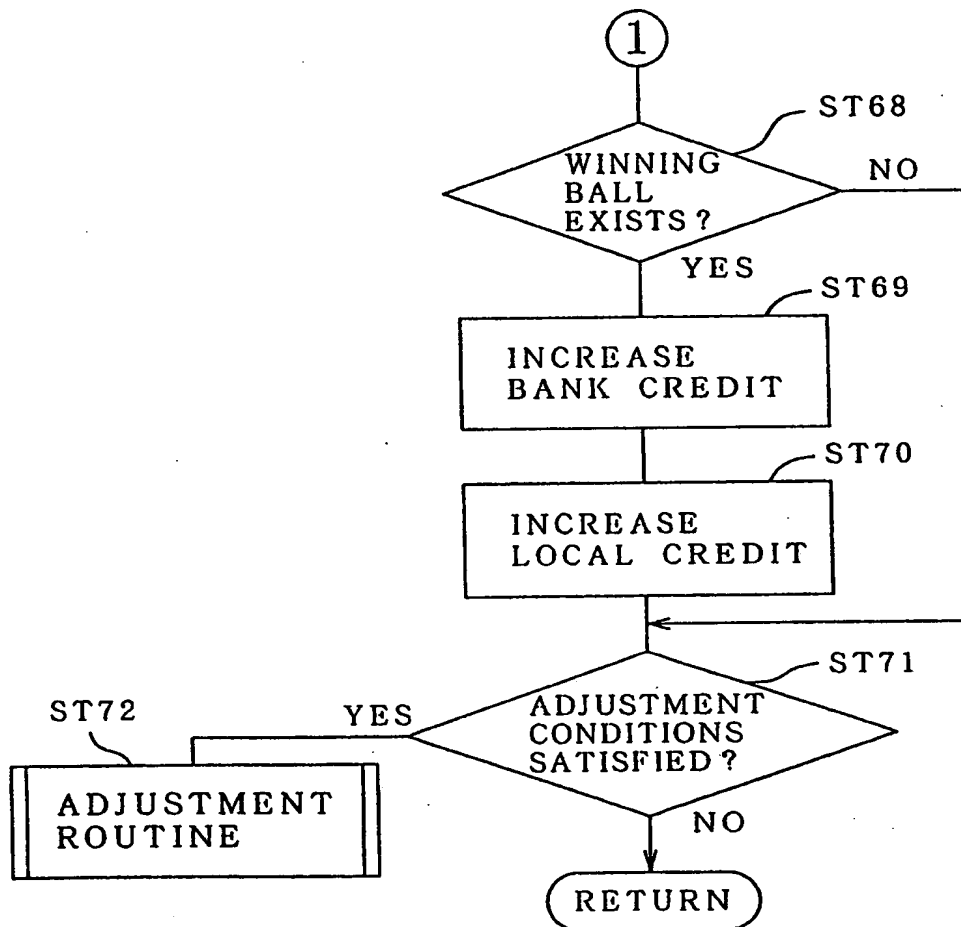 1
ST68
WINNING
BALL
EXISTS?
NO
YES
ST69
INCREASE
BANK CREDIT
ST70
INCREASE
LOCAL CREDIT
ST71
ADJUSTMENT
CONDITIONS
SATISFIED?
YES
ST72
ADJUSTMENT
ROUTINE
NO
RETURN